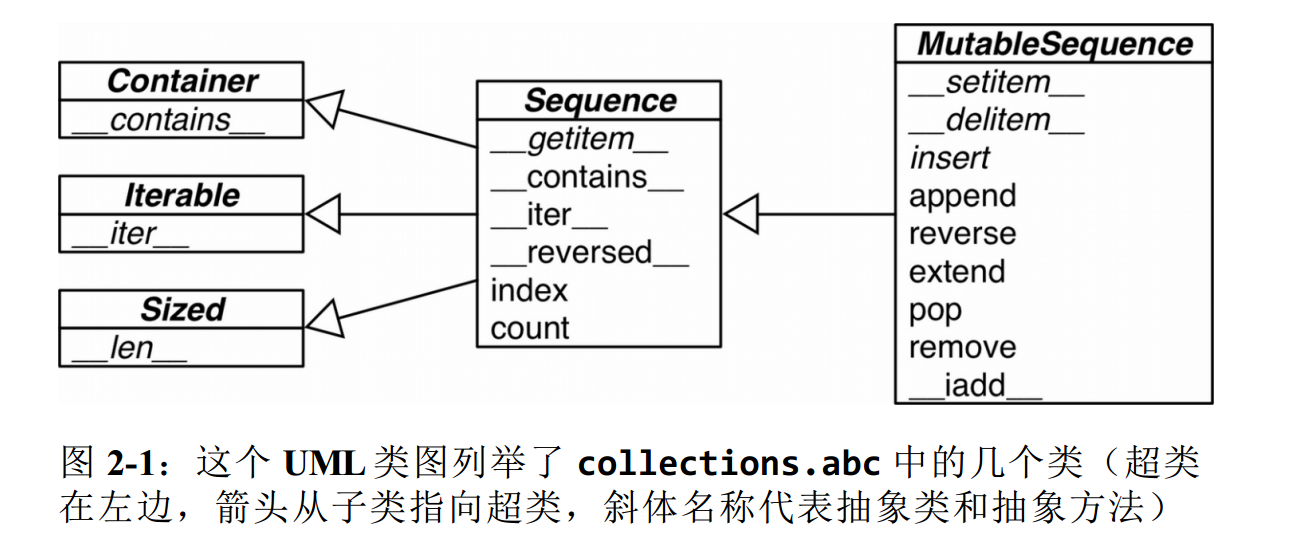 Container
__contains__
Iterable
__iter__
Sized
__len__
Sequence
__getitem__
__contains__
__iter__
__reversed__
index
count
MutableSequence
__setitem__
__delitem__
insert
append
reverse
extend
pop
remove
__iadd__
图 2-1：这个 UML 类图列举了 collections.abc 中的几个类（超类
在左边，箭头从子类指向超类，斜体名称代表抽象类和抽象方法）